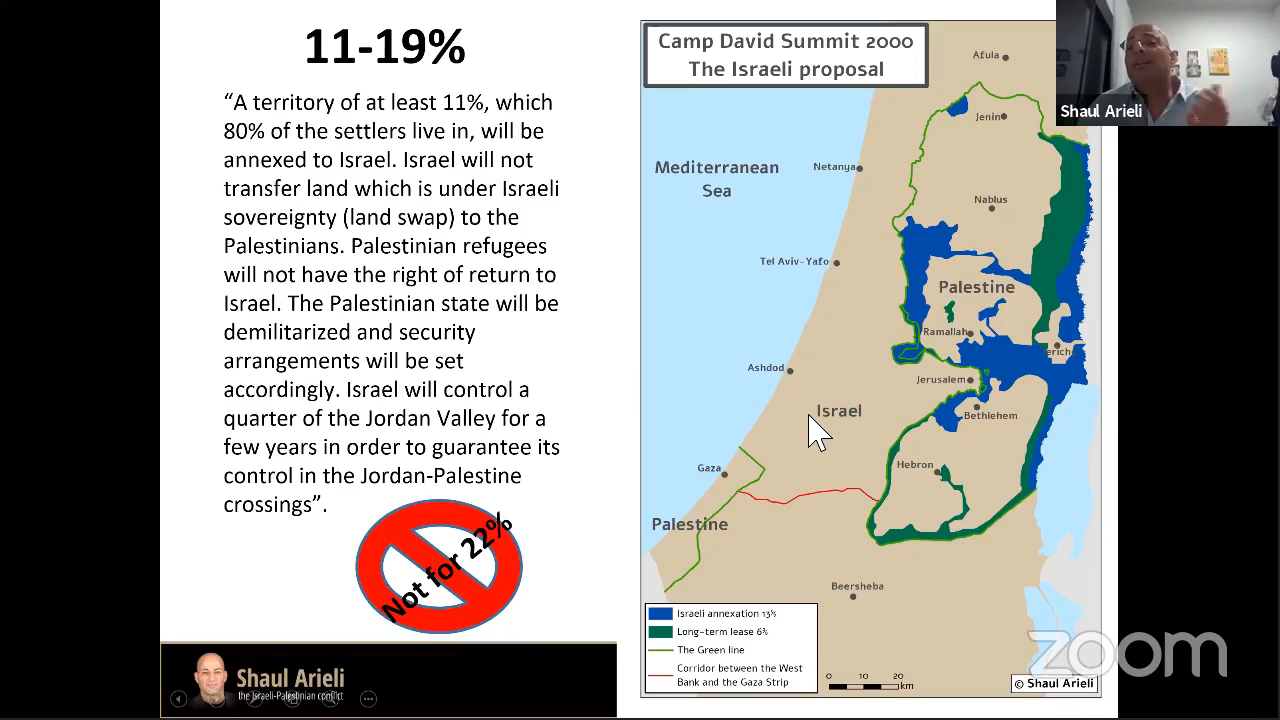 11-19%
“A territory of at least 11%, which
80% of the settlers live in, will be
annexed to Israel. Israel will not
transfer land which is under Israeli
sovereignty (land swap) to the
Palestinians. Palestinian refugees
will not have the right of return to
Israel. The Palestinian state will be
demilitarized and security
arrangements will be set
accordingly. Israel will control a
quarter of the Jordan Valley for a
few years in order to guarantee its
control in the Jordan-Palestine
crossings”.
Not for 22%
Shaul Arieli
the Israeli-Palestinian conflict
Camp David Summit 2000
The Israeli proposal
Afula
Shaul Arieli
Jenin
Mediterranean
Sea
Netanya
Nablus
Tel Aviv-Yafo
Palestine
Ramallah
Ashdod
Jerusalem
Israel
Bethlehem
Gaza
Hebron
Palestine
Beersheba
Israeli annexation 13%
Long-term lease 6%
The Green line
Corridor between the West
Bank and the Gaza Strip
0 10 20
km
© Shaul Arieli
zoom